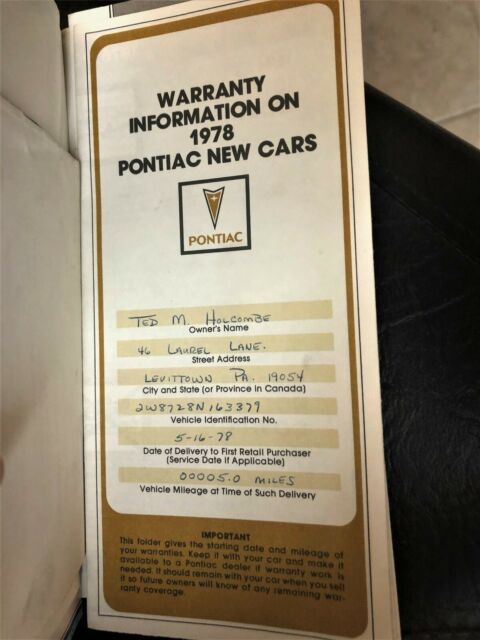 WARRANTY
INFORMATION ON
1978
PONTIAC NEW CARS
PONTIAC
TED M. HOLCOMBE
Owner's Name
46 LAUREL LANE.
Street Address
LEVITTOWN PA. 19054
City and State (or Province in Canada)
2W87Z8N163379
Vehicle Identification No.
5-16-78
Date of Delivery to First Retail Purchaser
(Service Date if Applicable)
00005.0 MILES
Vehicle Mileage at Time of Such Delivery
IMPORTANT
This folder gives the starting date and mileage of
your warranties. Keep it with your car and make it
available to a Pontiac dealer if warranty work is
needed. It should remain with your car when you sell
it so future owners will know of any remaining war-
ranty coverage.